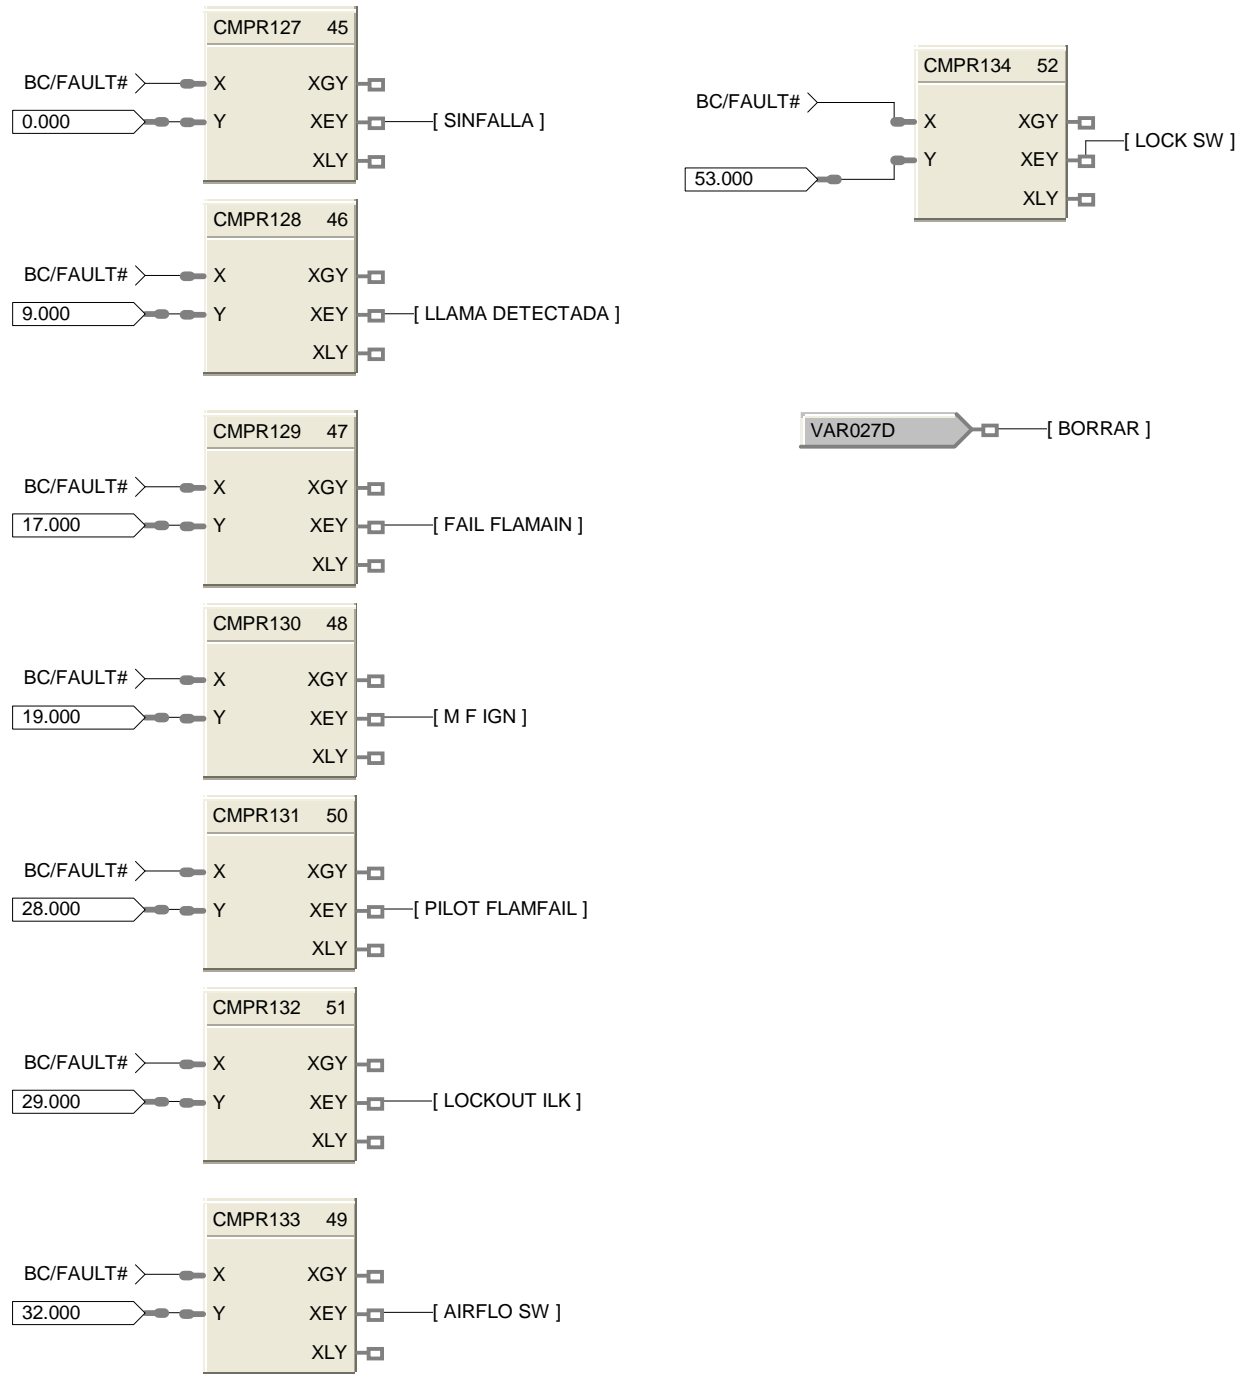 CMPR127 45
BC/FAULT# X XGY
0.000 Y XEY [ SINFALLA ]
XLY
CMPR128 46
BC/FAULT# X XGY
9.000 Y XEY [ LLAMA DETECTADA ]
XLY
CMPR129 47
BC/FAULT# X XGY
17.000 Y XEY [ FAIL FLAMAIN ]
XLY
CMPR130 48
BC/FAULT# X XGY
19.000 Y XEY [ M F IGN ]
XLY
CMPR131 50
BC/FAULT# X XGY
28.000 Y XEY [ PILOT FLAMFAIL ]
XLY
CMPR132 51
BC/FAULT# X XGY
29.000 Y XEY [ LOCKOUT ILK ]
XLY
CMPR133 49
BC/FAULT# X XGY
32.000 Y XEY [ AIRFLO SW ]
XLY
CMPR134 52
BC/FAULT# X XGY
53.000 Y XEY [ LOCK SW ]
XLY
VAR027D [ BORRAR ]